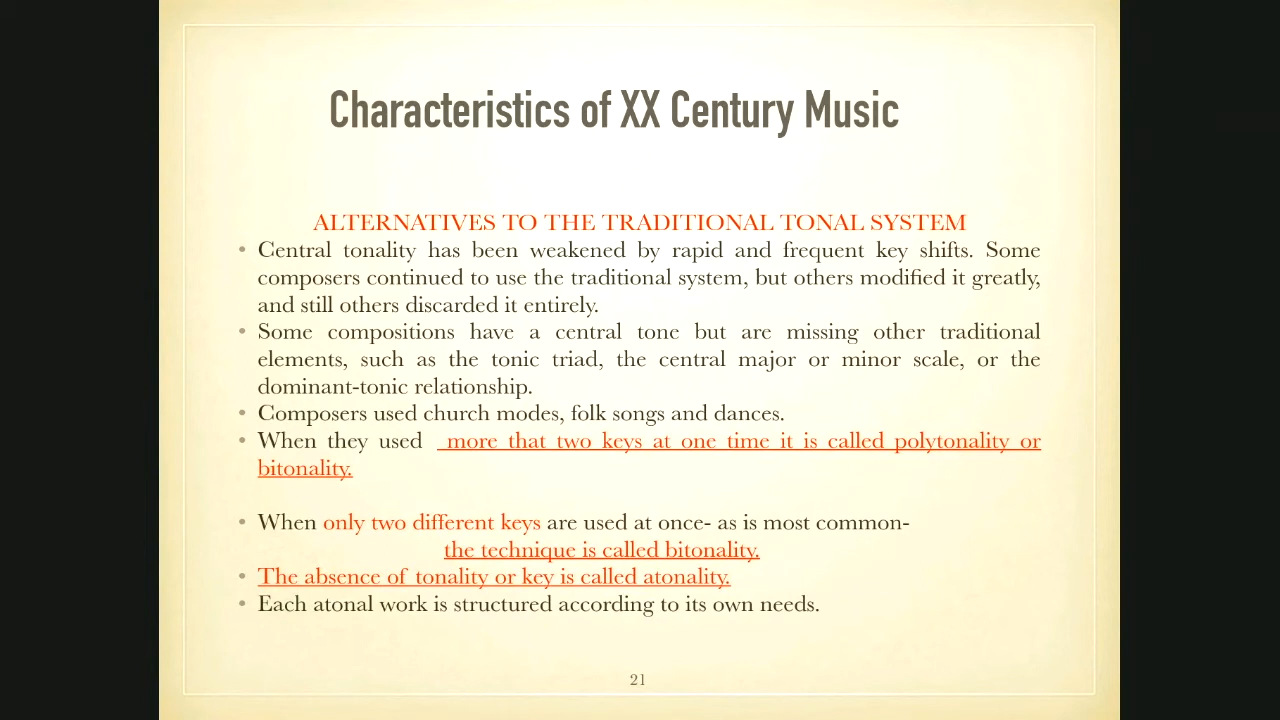 Characteristics of XX Century Music
ALTERNATIVES TO THE TRADITIONAL TONAL SYSTEM
• Central tonality has been weakened by rapid and frequent key shifts. Some
composers continued to use the traditional system, but others modified it greatly,
and still others discarded it entirely.
• Some compositions have a central tone but are missing other traditional
elements, such as the tonic triad, the central major or minor scale, or the
dominant-tonic relationship.
• Composers used church modes, folk songs and dances.
• When they used more that two keys at one time it is called polytonality or
bitonality.
• When only two different keys are used at once- as is most common-
the technique is called bitonality.
• The absence of tonality or key is called atonality.
• Each atonal work is structured according to its own needs.
21